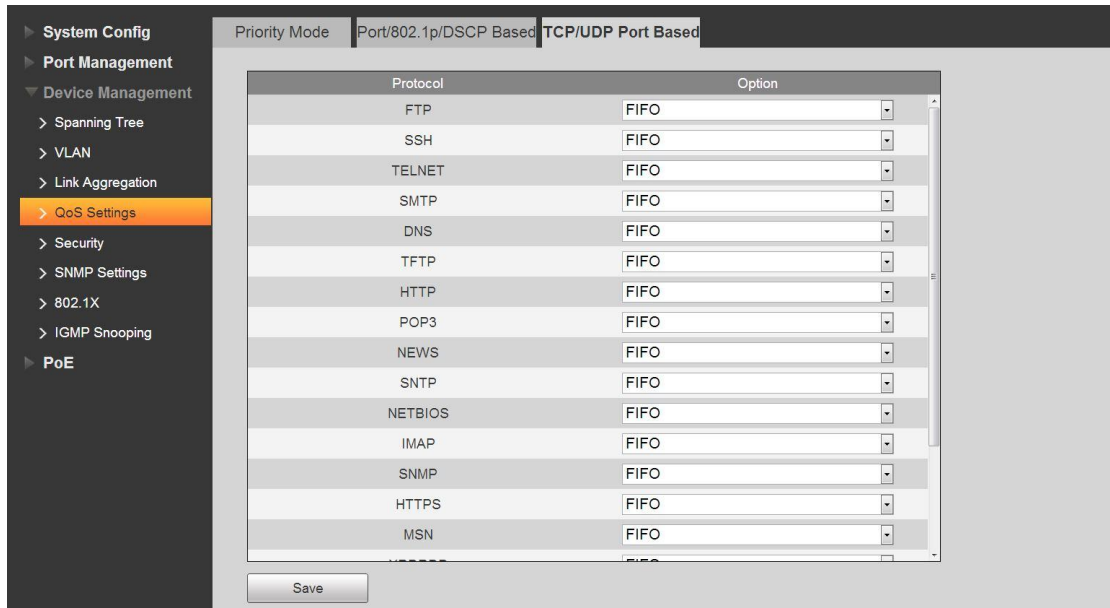 System Config
Port Management
Device Management
Spanning Tree
VLAN
Link Aggregation
QoS Settings
Security
SNMP Settings
802.1X
IGMP Snooping
PoE
Priority Mode Port/802.1p/DSCP Based TCP/UDP Port Based
Protocol Option
FTP FIFO
SSH FIFO
TELNET FIFO
SMTP FIFO
DNS FIFO
TFTP FIFO
HTTP FIFO
POP3 FIFO
NEWS FIFO
SNTP FIFO
NETBIOS FIFO
IMAP FIFO
SNMP FIFO
HTTPS FIFO
MSN FIFO
Save